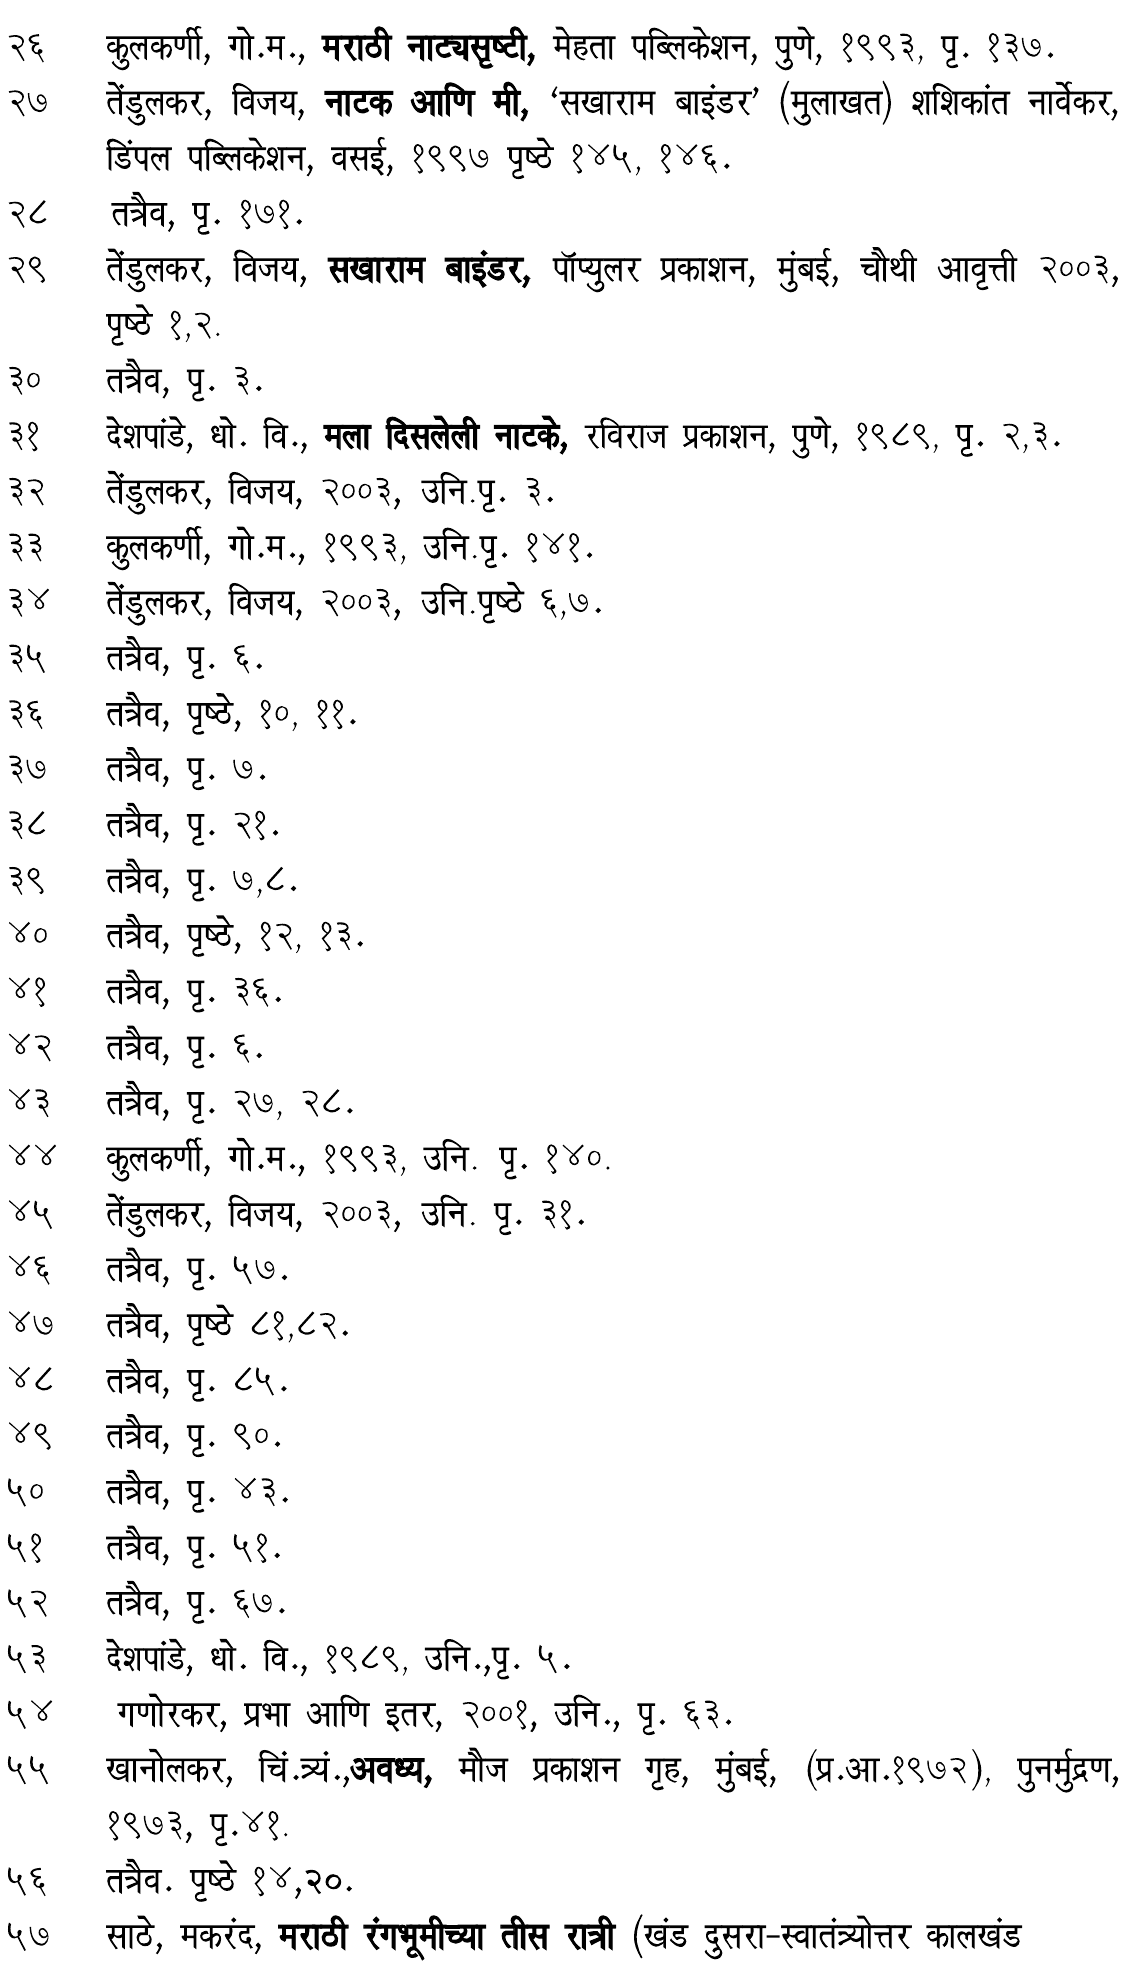 २६ कुलकर्णी, गो.म., मराठी नाट्यसृष्टी, मेहता पब्लिकेशन, पुणे, १९९३, पृ. १३७.
२७ तेंडुलकर, विजय, नाटक आणि मी, ‘सखाराम बाइंडर’ (मुलाखत) शशिकांत नार्वेकर,
डिंपल पब्लिकेशन, वसई, १९९७ पृष्ठे १४५, १४६.
२८ तत्रैव, पृ. १७१.
२९ तेंडुलकर, विजय, सखाराम बाइंडर, पॉप्युलर प्रकाशन, मुंबई, चौथी आवृत्ती २००३,
पृष्ठे १,२.
३० तत्रैव, पृ. ३.
३१ देशपांडे, धो. वि., मला दिसलेली नाटके, रविराज प्रकाशन, पुणे, १९८९, पृ. २,३.
३२ तेंडुलकर, विजय, २००३, उनि.पृ. ३.
३३ कुलकर्णी, गो.म., १९९३, उनि.पृ. १४१.
३४ तेंडुलकर, विजय, २००३, उनि.पृष्ठे ६,७.
३५ तत्रैव, पृ. ६.
३६ तत्रैव, पृष्ठे, १०, ११.
३७ तत्रैव, पृ. ७.
३८ तत्रैव, पृ. २१.
३९ तत्रैव, पृ. ७,८.
४० तत्रैव, पृष्ठे, १२, १३.
४१ तत्रैव, पृ. ३६.
४२ तत्रैव, पृ. ६.
४३ तत्रैव, पृ. २७, २८.
४४ कुलकर्णी, गो.म., १९९३, उनि. पृ. १४०.
४५ तेंडुलकर, विजय, २००३, उनि. पृ. ३१.
४६ तत्रैव, पृ. ५७.
४७ तत्रैव, पृष्ठे ८१,८२.
४८ तत्रैव, पृ. ८५.
४९ तत्रैव, पृ. ९०.
५० तत्रैव, पृ. ४३.
५१ तत्रैव, पृ. ५१.
५२ तत्रैव, पृ. ६७.
५३ देशपांडे, धो. वि., १९८९, उनि.,पृ. ५.
५४ गणोरकर, प्रभा आणि इतर, २००१, उनि., पृ. ६३.
५५ खानोलकर, चिं.त्र्यं.,अवध्य, मौज प्रकाशन गृह, मुंबई, (प्र.आ.१९७२), पुनर्मुद्रण,
१९७३, पृ.४१.
५६ तत्रैव. पृष्ठे १४,२०.
५७ साठे, मकरंद, मराठी रंगभूमीच्या तीस रात्री (खंड दुसरा-स्वातंत्र्योत्तर कालखंड